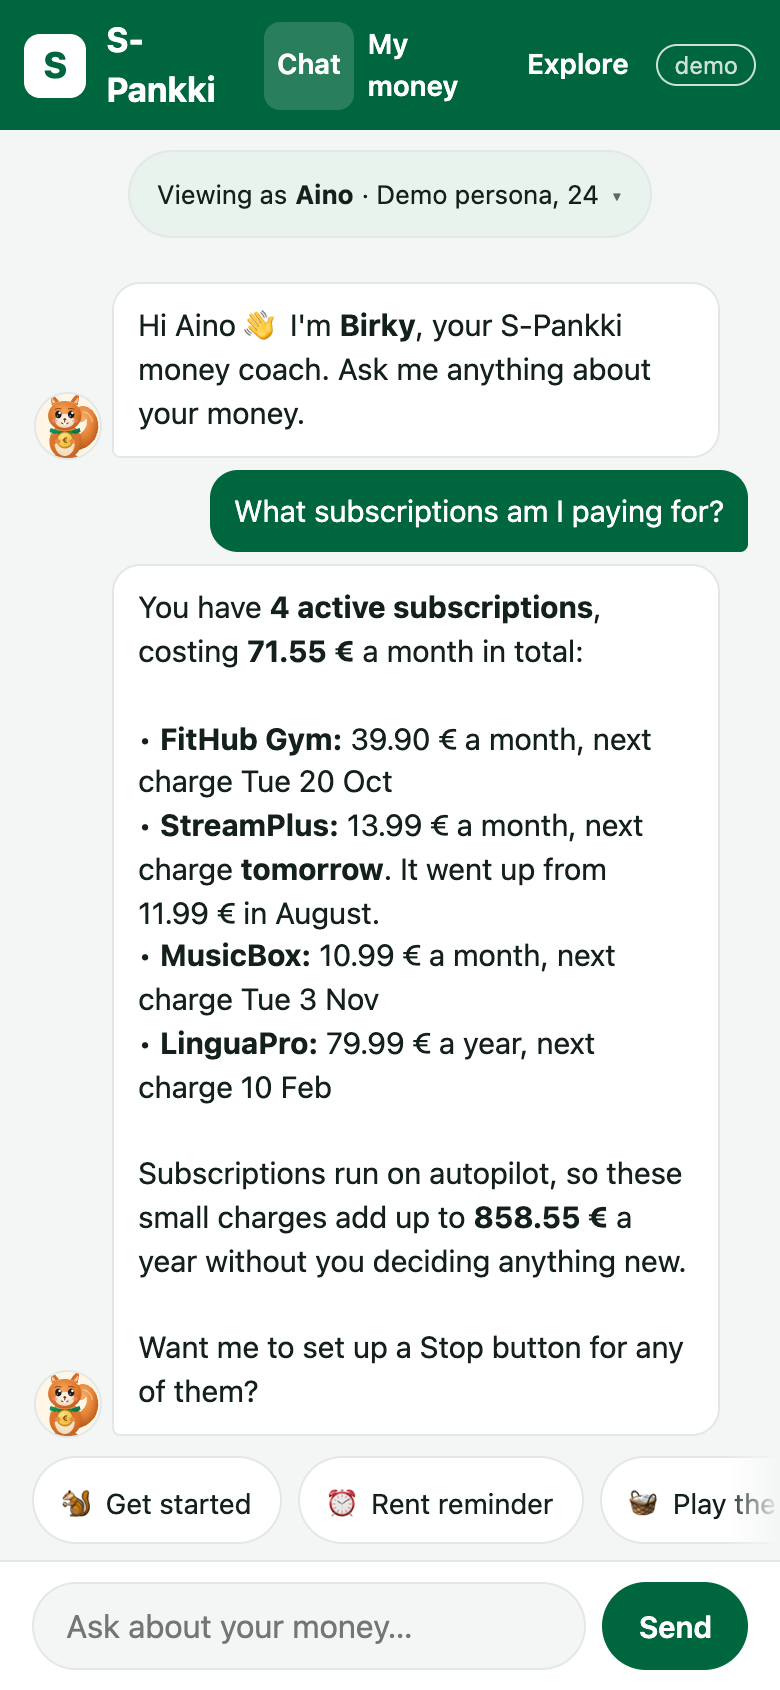 S
S-
Pankki
Chat
My
money
Explore
demo
Viewing as Aino · Demo persona, 24 ▾
Hi Aino 👋 I'm Birky, your S-Pankki
money coach. Ask me anything about
your money.
What subscriptions am I paying for?
You have 4 active subscriptions,
costing 71.55 € a month in total:
• FitHub Gym: 39.90 € a month, next
charge Tue 20 Oct
• StreamPlus: 13.99 € a month, next
charge tomorrow. It went up from
11.99 € in August.
• MusicBox: 10.99 € a month, next
charge Tue 3 Nov
• LinguaPro: 79.99 € a year, next
charge 10 Feb
Subscriptions run on autopilot, so these
small charges add up to 858.55 € a
year without you deciding anything new.
Want me to set up a Stop button for any
of them?
🐿️ Get started
⏰ Rent reminder
🧺 Play the
Ask about your money...
Send